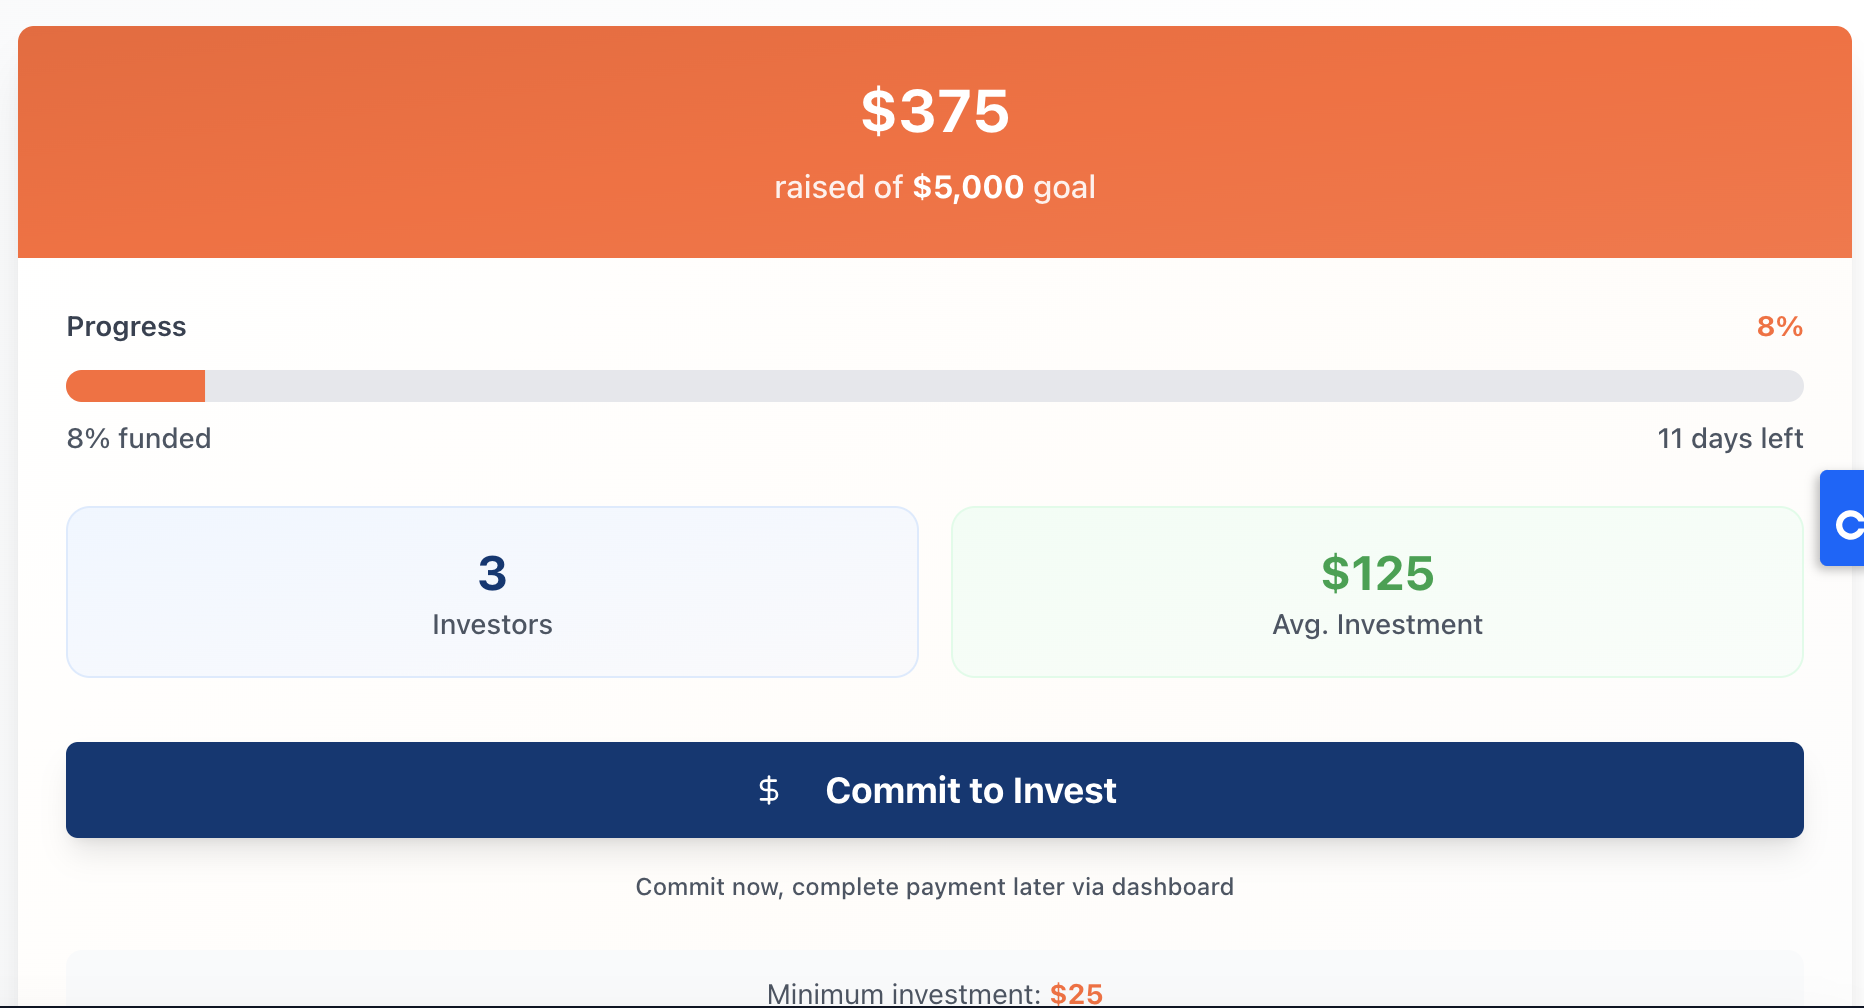 $375
raised of $5,000 goal
Progress
8%
8% funded
11 days left
3
Investors
$125
Avg. Investment
$ Commit to Invest
Commit now, complete payment later via dashboard
Minimum investment: $25